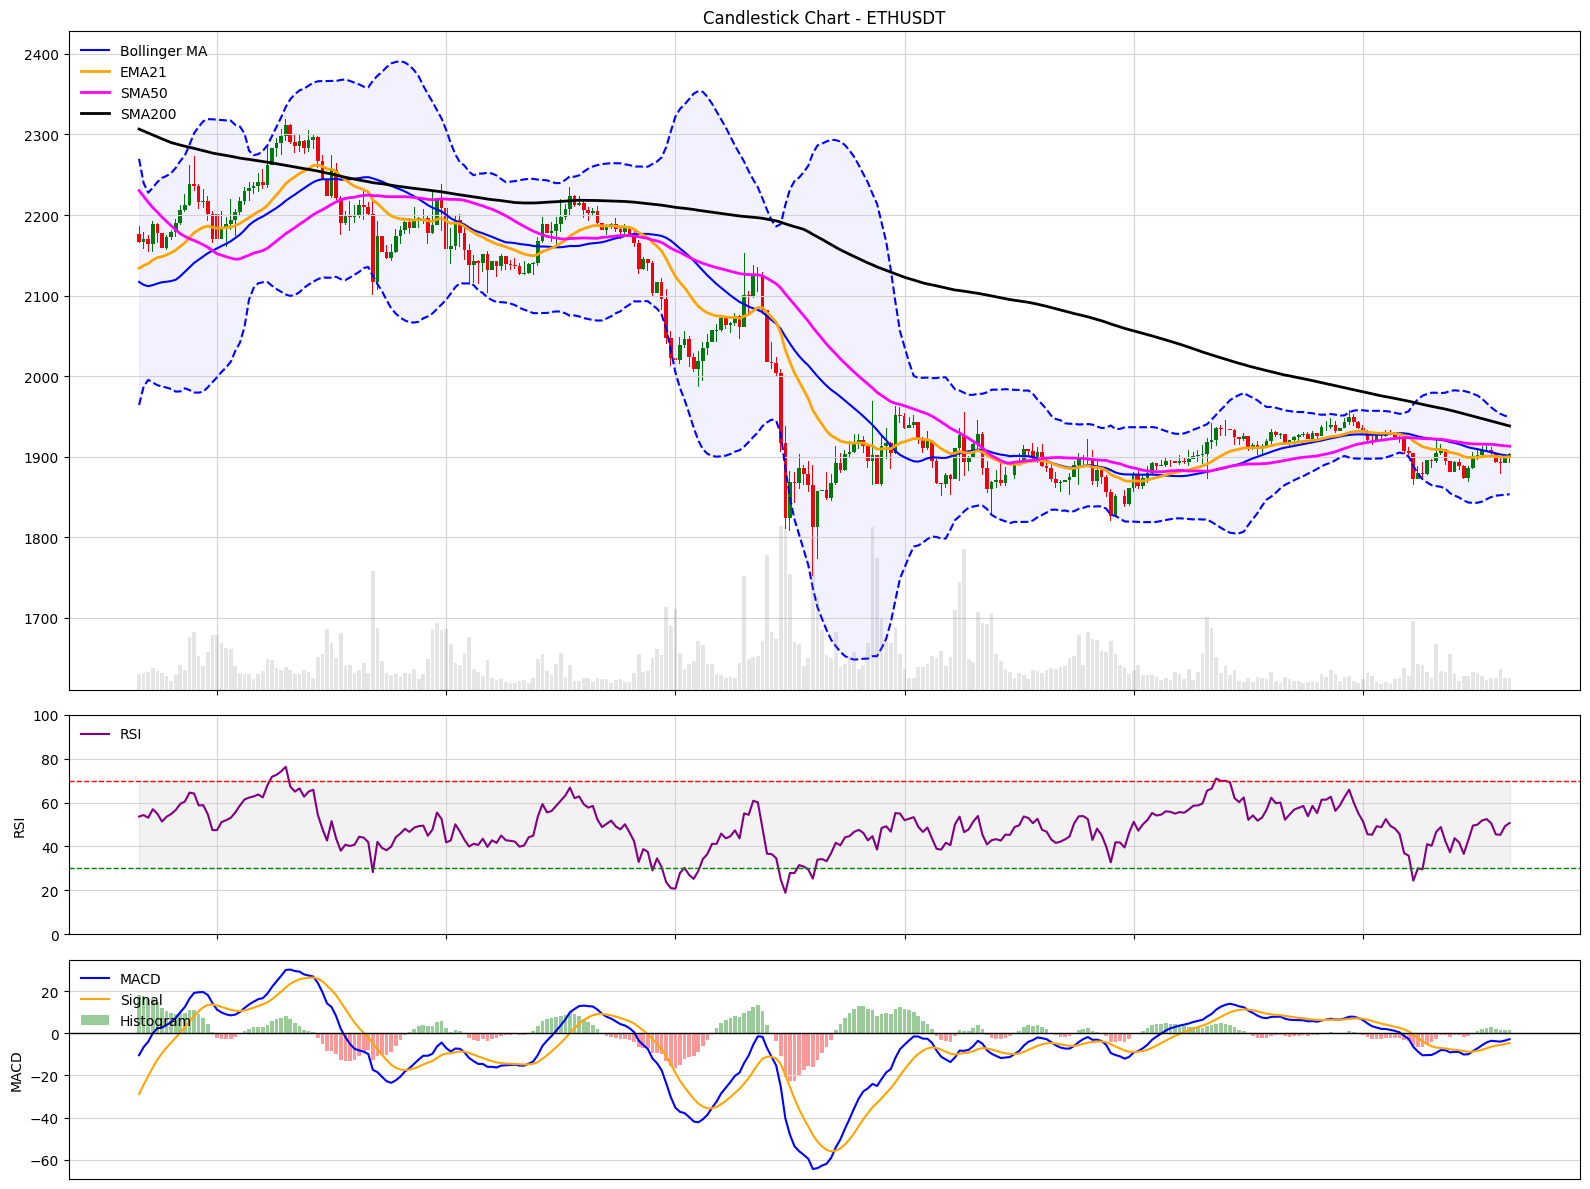 Candlestick Chart - ETHUSDT
Bollinger MA
EMA21
SMA50
SMA200
2400
2300
2200
2100
2000
1900
1800
1700
RSI
100
80
60
40
20
0
RSI
MACD
Signal
Histogram
20
0
−20
−40
−60
MACD